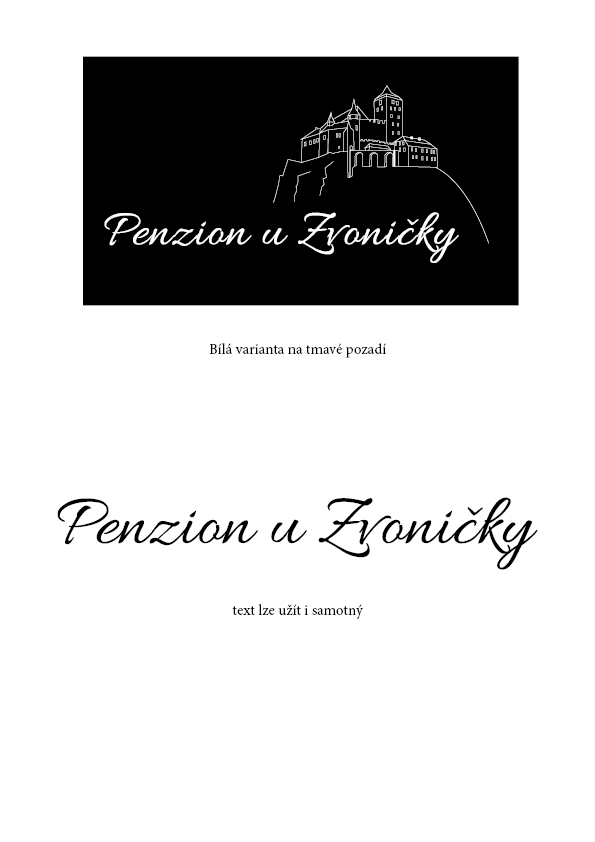 Penzion u Zvoničky
Bílá varianta na tmavé pozadí
Penzion u Zvoničky
text lze užít i samotný